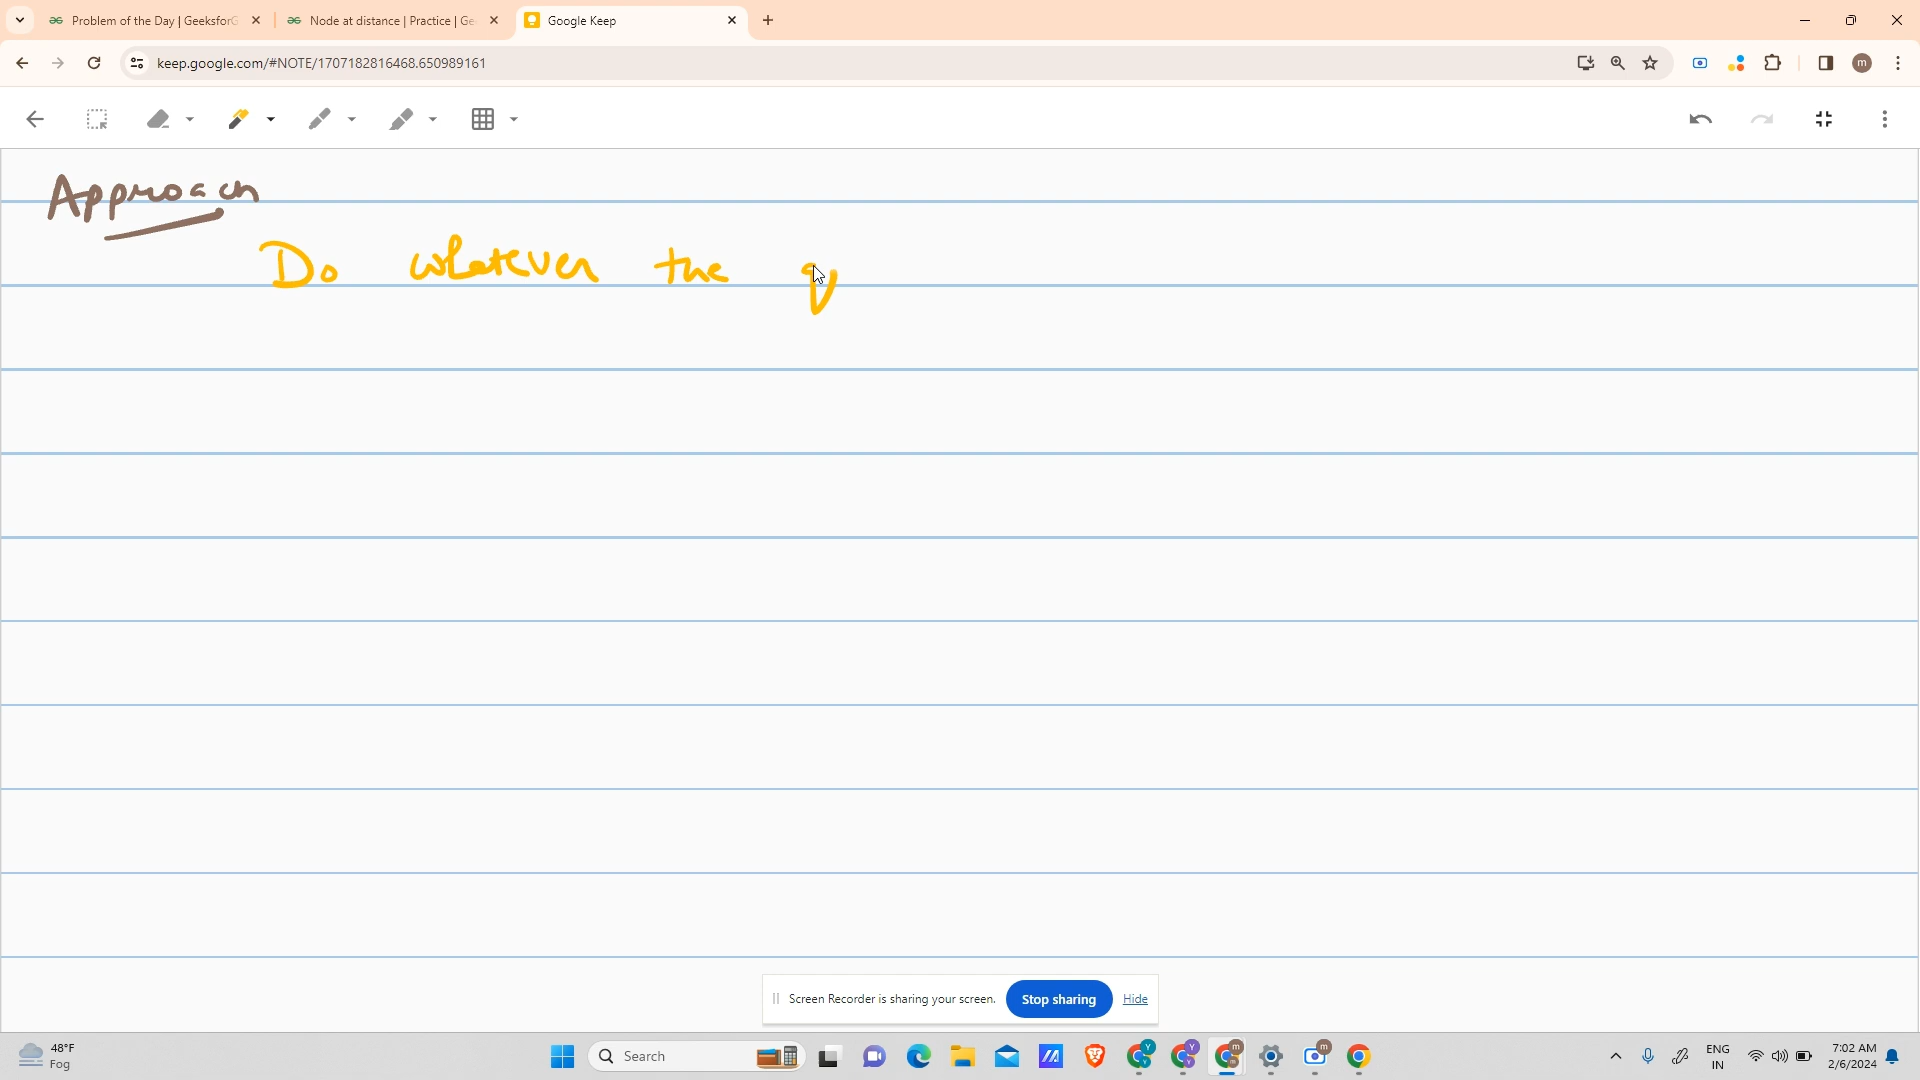 Problem of the Day | GeeksforG
Node at distance | Practice | Ge
Google Keep
keep.google.com/#NOTE/1707182816468.650989161
m
Approach
Do whatever the q
Screen Recorder is sharing your screen.
Stop sharing
Hide
48°F
Fog
Search
Y
Y
m
m
ENG
IN
7:02 AM
2/6/2024